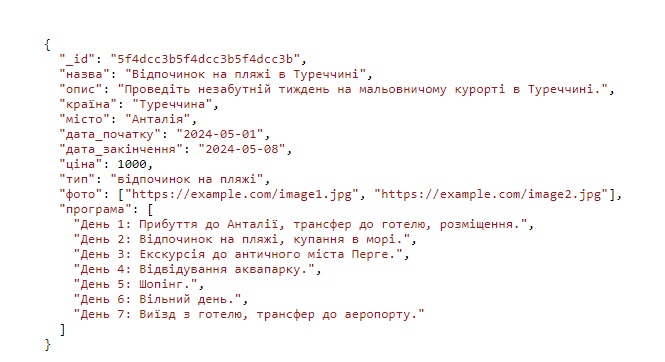 {
"_id": "5f4dcc3b5f4dcc3b5f4dcc3b",
"назва": "Відпочинок на пляжі в Туреччині",
"опис": "Проведіть незабутній тиждень на мальовничому курорті в Туреччині.",
"країна": "Туреччина",
"місто": "Анталія",
"дата_початку": "2024-05-01",
"дата_закінчення": "2024-05-08",
"ціна": 1000,
"тип": "відпочинок на пляжі",
"фото": ["https://example.com/image1.jpg", "https://example.com/image2.jpg"],
"програма": [
"День 1: Прибуття до Анталії, трансфер до готелю, розміщення.",
"День 2: Відпочинок на пляжі, купання в морі.",
"День 3: Екскурсія до античного міста Перге.",
"День 4: Відвідування аквапарку.",
"День 5: Шопінг.",
"День 6: Вільний день.",
"День 7: Виїзд з готелю, трансфер до аеропорту."
]
}